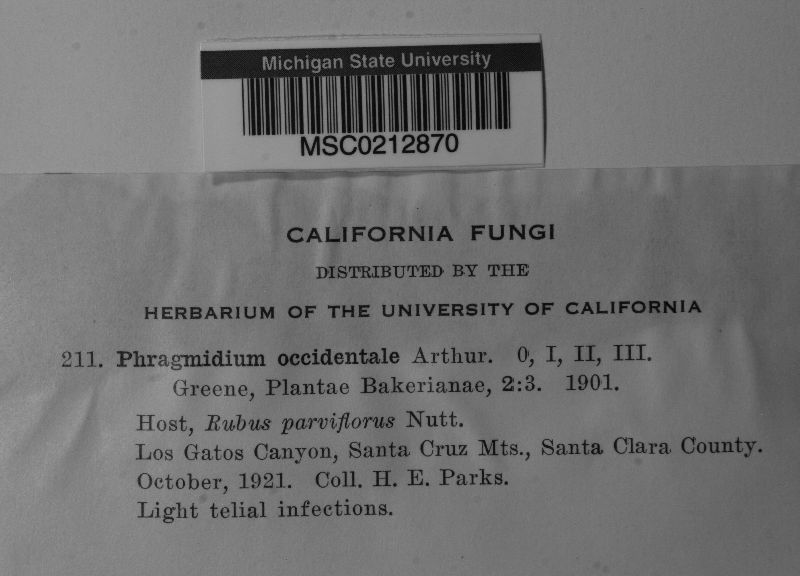 Michigan State University
MSC0212870
CALIFORNIA FUNGI
DISTRIBUTED BY THE
HERBARIUM OF THE UNIVERSITY OF CALIFORNIA
211. Phragmidium occidentale Arthur. 0, I, II, III.
Greene, Plantae Bakerianae, 2:3. 1901.
Host, Rubus parviflorus Nutt.
Los Gatos Canyon, Santa Cruz Mts., Santa Clara County.
October, 1921. Coll. H. E. Parks.
Light telial infections.